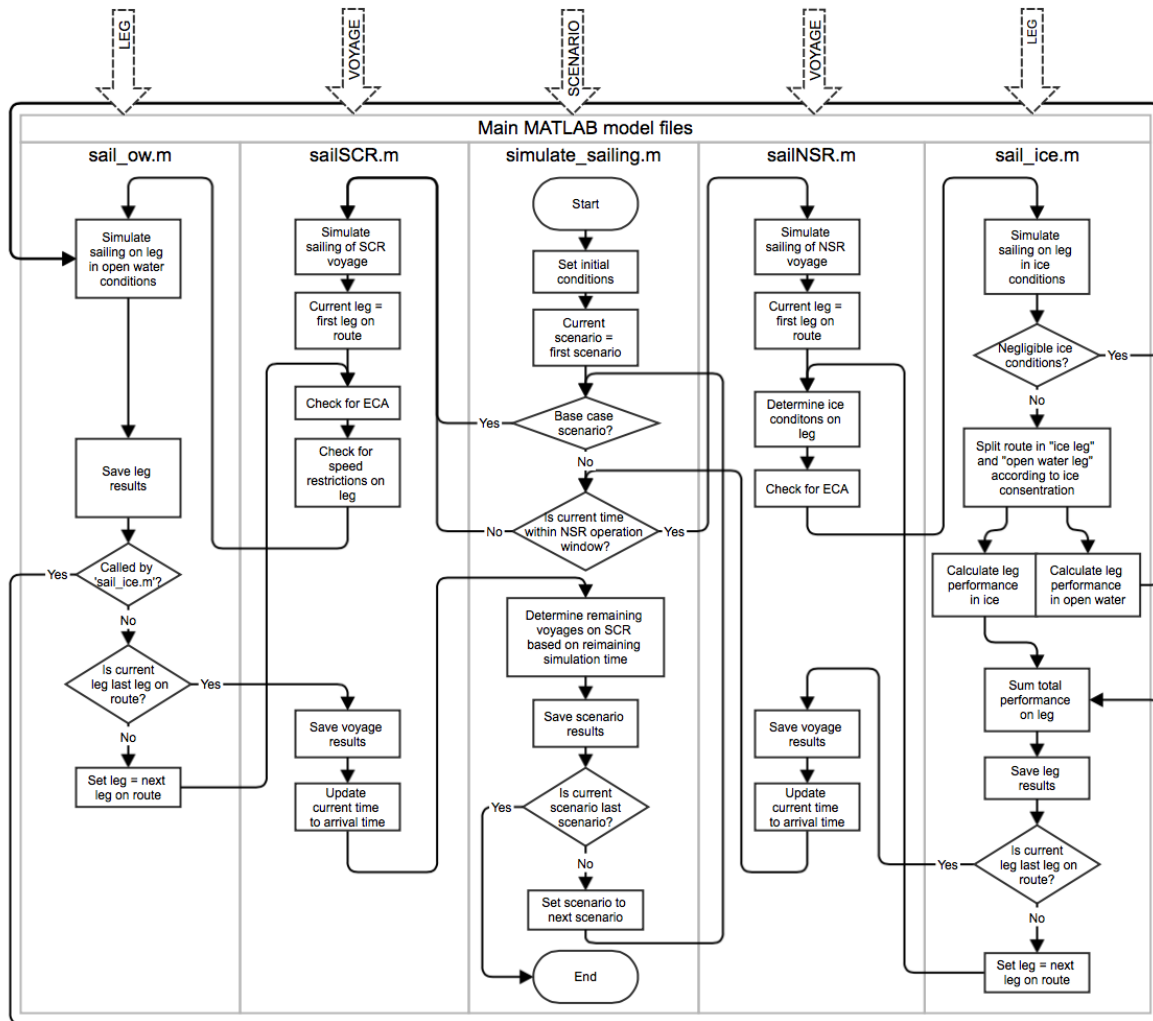 LEG
VOYAGE
SCENARIO
VOYAGE
LEG
Main MATLAB model files
sail_ow.m
Simulate
sailing on leg
in open water
conditions
Save leg
results
Called by
'sail_ice.m'?
Yes
No
Is current
leg last leg on
route?
Yes
No
Set leg = next
leg on route
sailSCR.m
Simulate
sailing of SCR
voyage
Current leg =
first leg on
route
Check for ECA
Check for
speed
restrictions on
leg
Save voyage
results
Update
current time
to arrival time
simulate_sailing.m
Start
Set initial
conditions
Current
scenario =
first scenario
Base case
scenario?
Yes
No
Is current time
within NSR operation
window?
No
Yes
Determine remaining
voyages on SCR
based on reimaining
simulation time
Save scenario
results
Is current
scenario last
scenario?
Yes
No
Set scenario to
next scenario
End
sailNSR.m
Simulate
sailing of NSR
voyage
Current leg =
first leg on
route
Determine ice
conditons on
leg
Check for ECA
Save voyage
results
Update
current time
to arrival time
sail_ice.m
Simulate
sailing on leg
in ice
conditions
Negligible ice
conditions?
Yes
No
Split route in "ice leg"
and "open water leg"
according to ice
consentration
Calculate leg
performance
in ice
Calculate leg
performance
in open water
Sum total
performance
on leg
Save leg
results
Is current
leg last leg on
route?
Yes
No
Set leg = next
leg on route